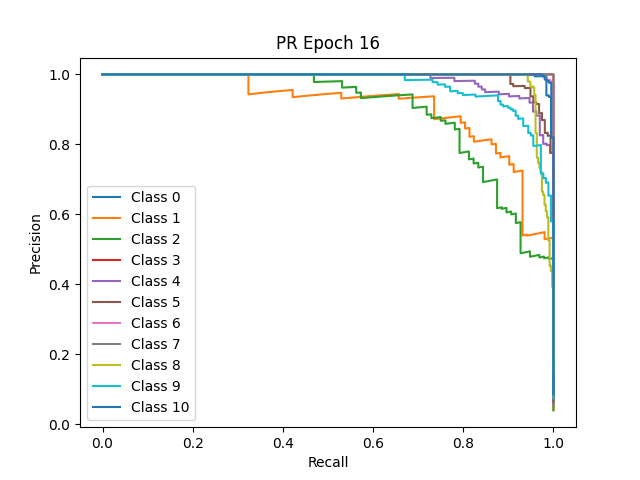 PR Epoch 16
1.0
0.8
0.6
0.4
0.2
0.0
Precision
Class 0
Class 1
Class 2
Class 3
Class 4
Class 5
Class 6
Class 7
Class 8
Class 9
Class 10
0.0 0.2 0.4 0.6 0.8 1.0
Recall